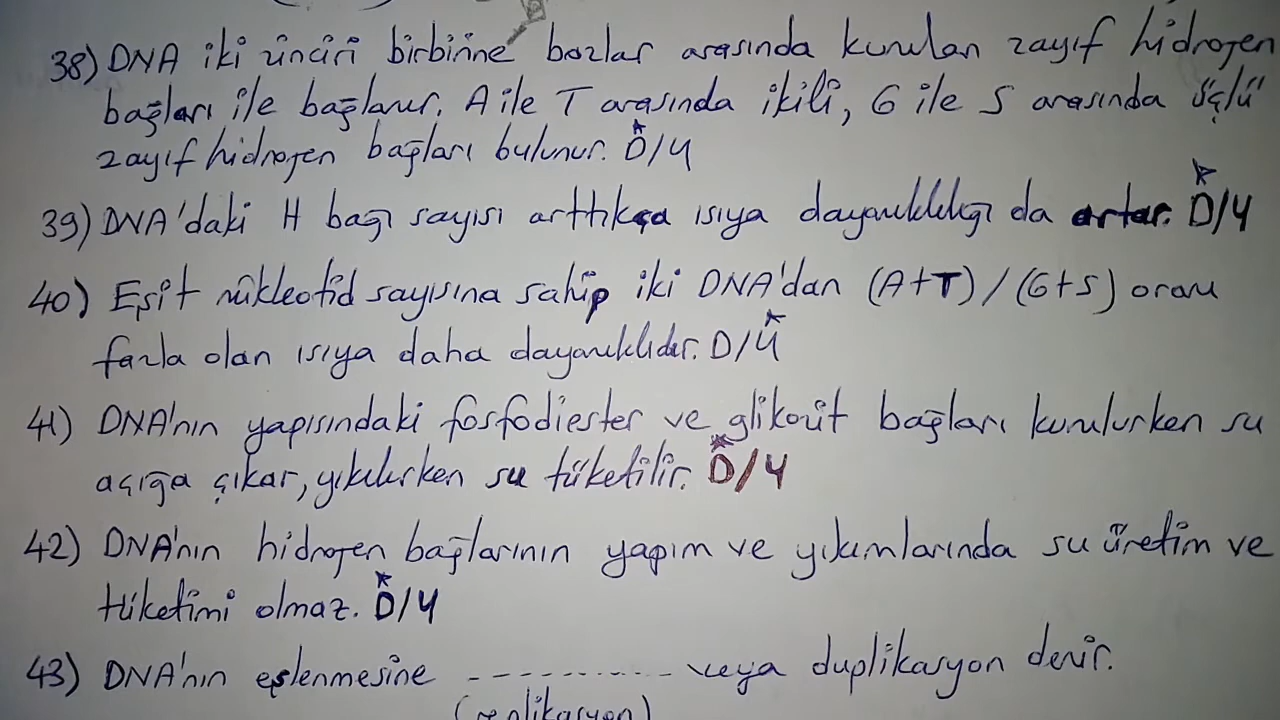 38) DNA iki zinciri birbirine bazlar arasında kurulan zayıf hidrojen
bağları ile bağlanır. A ile T arasında ikili, G ile S arasında üçlü
zayıf hidrojen bağları bulunur. D/Y
39) DNA'daki H bağı sayısı arttıkça ısıya dayanıklılığı da artar. D/Y
40) Eşit nükleotid sayısına sahip iki DNA'dan (A+T)/(G+S) oranı
fazla olan ısıya daha dayanıklıdır. D/Y
41) DNA'nın yapısındaki fosfodiester ve glikozit bağları kurulurken su
açığa çıkar, yıkılırken su tüketilir. D/Y
42) DNA'nın hidrojen bağlarının yapım ve yıkımlarında su üretim ve
tüketimi olmaz. D/Y
43) DNA'nın eşlenmesine ---------- veya duplikasyon denir.
(replikasyon)